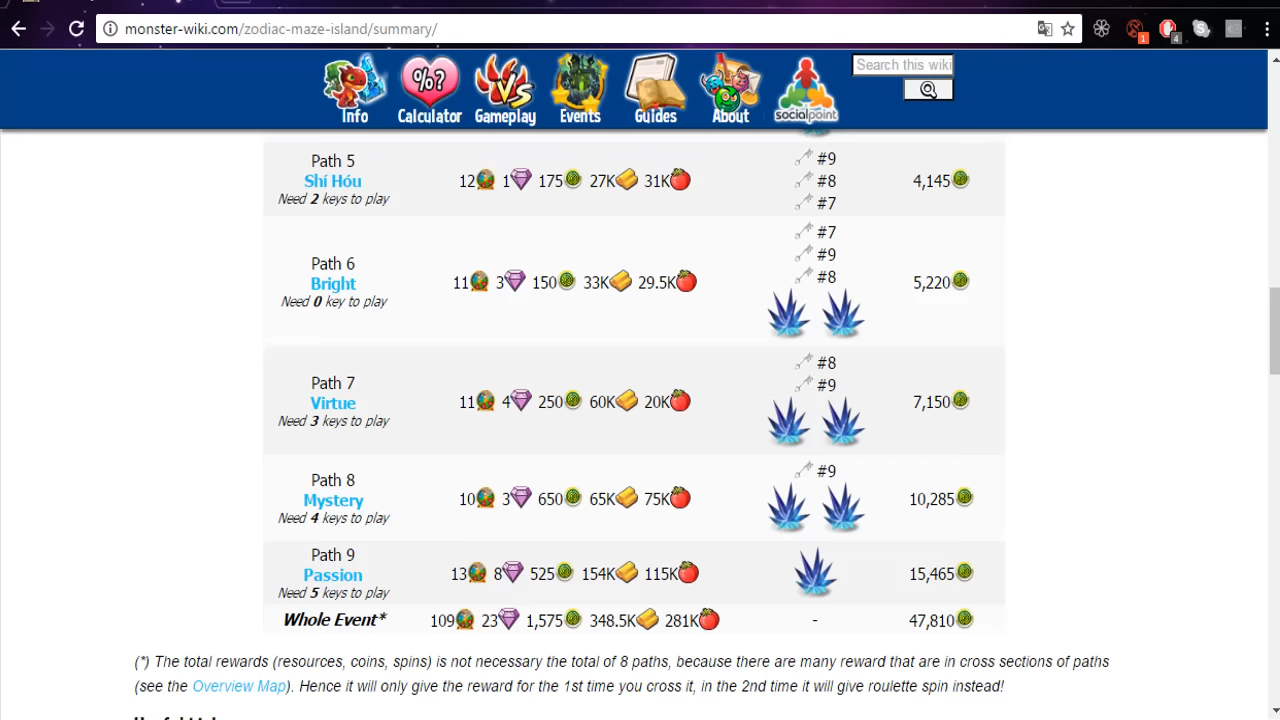 monster-wiki.com/zodiac-maze-island/summary/
1
4
%?
VS
Search this wiki
Info
Calculator
Gameplay
Events
Guides
About
socialpoint
Path 5
Shí Hóu
Need 2 keys to play
12 1 175 27K 31K
#9
#8
#7
4,145
Path 6
Bright
Need 0 key to play
11 3 150 33K 29.5K
#7
#9
#8
5,220
Path 7
Virtue
Need 3 keys to play
11 4 250 60K 20K
#8
#9
7,150
Path 8
Mystery
Need 4 keys to play
10 3 650 65K 75K
#9
10,285
Path 9
Passion
Need 5 keys to play
13 8 525 154K 115K
15,465
Whole Event*
109 23 1,575 348.5K 281K
-
47,810
(*) The total rewards (resources, coins, spins) is not necessary the total of 8 paths, because there are many reward that are in cross sections of paths
(see the Overview Map). Hence it will only give the reward for the 1st time you cross it, in the 2nd time it will give roulette spin instead!